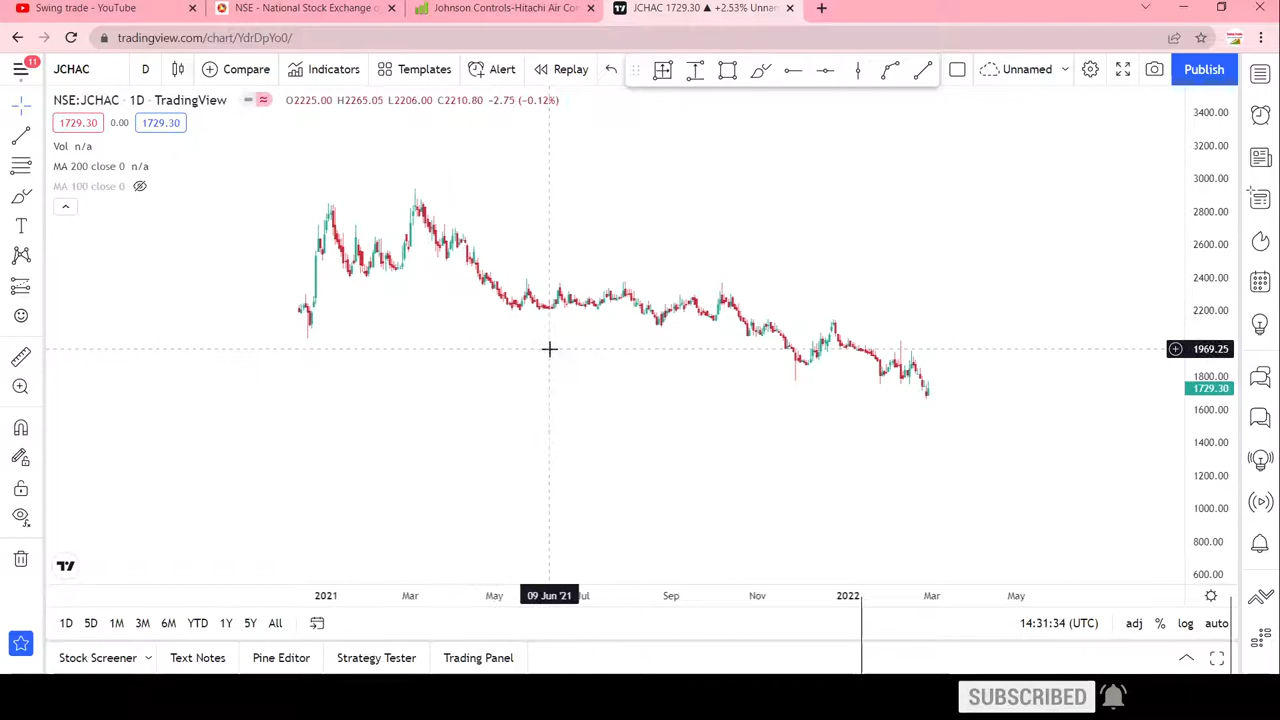 Swing trade - YouTube
NSE - National Stock Exchange o
Johnson Controls-Hitachi Air Con
JCHAC 1729.30 ▲ +2.53% Unnam
tradingview.com/chart/YdrDpYo0/
11
JCHAC
D
Compare
Indicators
Templates
Alert
Replay
Unnamed
Publish
NSE:JCHAC · 1D · TradingView
O2225.00 H2265.05 L2206.00 C2210.80 −2.75 (−0.12%)
1729.30
0.00
1729.30
Vol n/a
MA 200 close 0 n/a
MA 100 close 0
3400.00
3200.00
3000.00
2800.00
2600.00
2400.00
2200.00
1969.25
1800.00
1729.30
1600.00
1400.00
1200.00
1000.00
800.00
600.00
2021
Mar
May
09 Jun '21
Jul
Sep
Nov
2022
Mar
May
1D 5D 1M 3M 6M YTD 1Y 5Y All
14:31:34 (UTC)
adj % log auto
Stock Screener
Text Notes
Pine Editor
Strategy Tester
Trading Panel
SUBSCRIBED